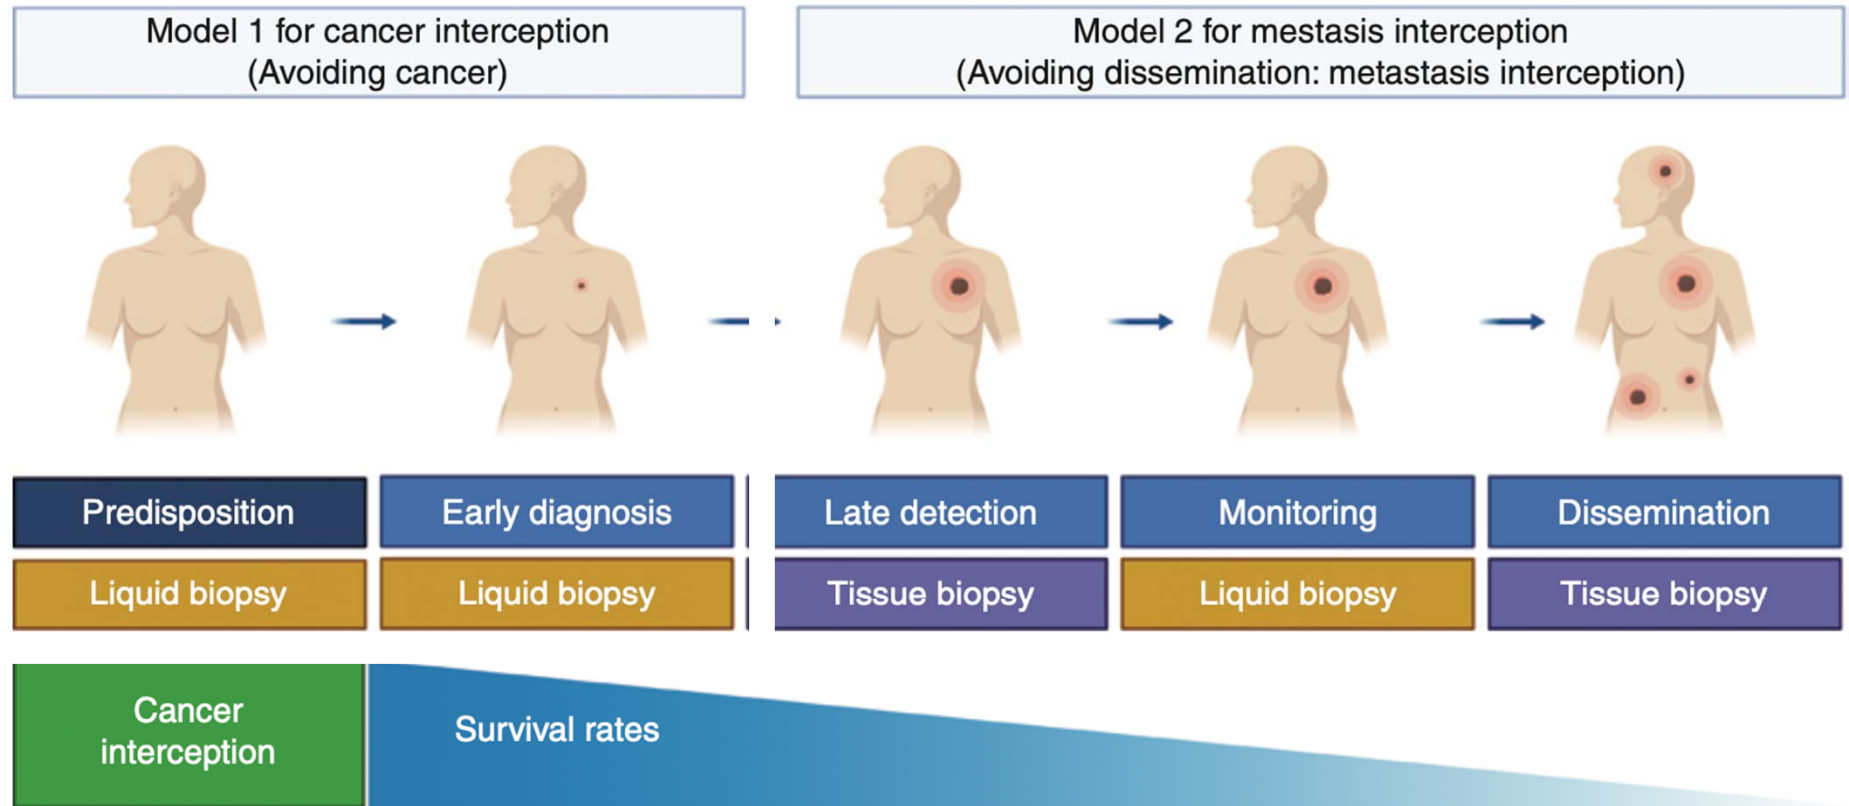 Model 1 for cancer interception
(Avoiding cancer)
Model 2 for mestasis interception
(Avoiding dissemination: metastasis interception)
Predisposition
Early diagnosis
Late detection
Monitoring
Dissemination
Liquid biopsy
Liquid biopsy
Tissue biopsy
Liquid biopsy
Tissue biopsy
Cancer
interception
Survival rates